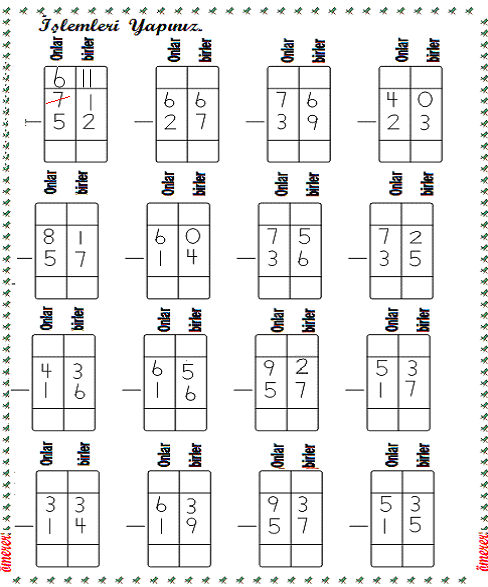 İşlemleri Yapınız.
Onlar birler Onlar birler Onlar birler Onlar birler
6 11
7 1 6 6 7 6 4 0
- 5 2 - 2 7 - 3 9 - 2 3
Onlar birler Onlar birler Onlar birler Onlar birler
8 1 6 0 7 5 7 2
- 5 7 - 1 4 - 3 6 - 3 5
Onlar birler Onlar birler Onlar birler Onlar birler
4 3 6 5 9 2 5 3
- 1 6 - 1 6 - 5 7 - 1 7
Onlar birler Onlar birler Onlar birler Onlar birler
3 3 6 3 9 3 5 3
- 1 4 - 1 9 - 5 7 - 3 5